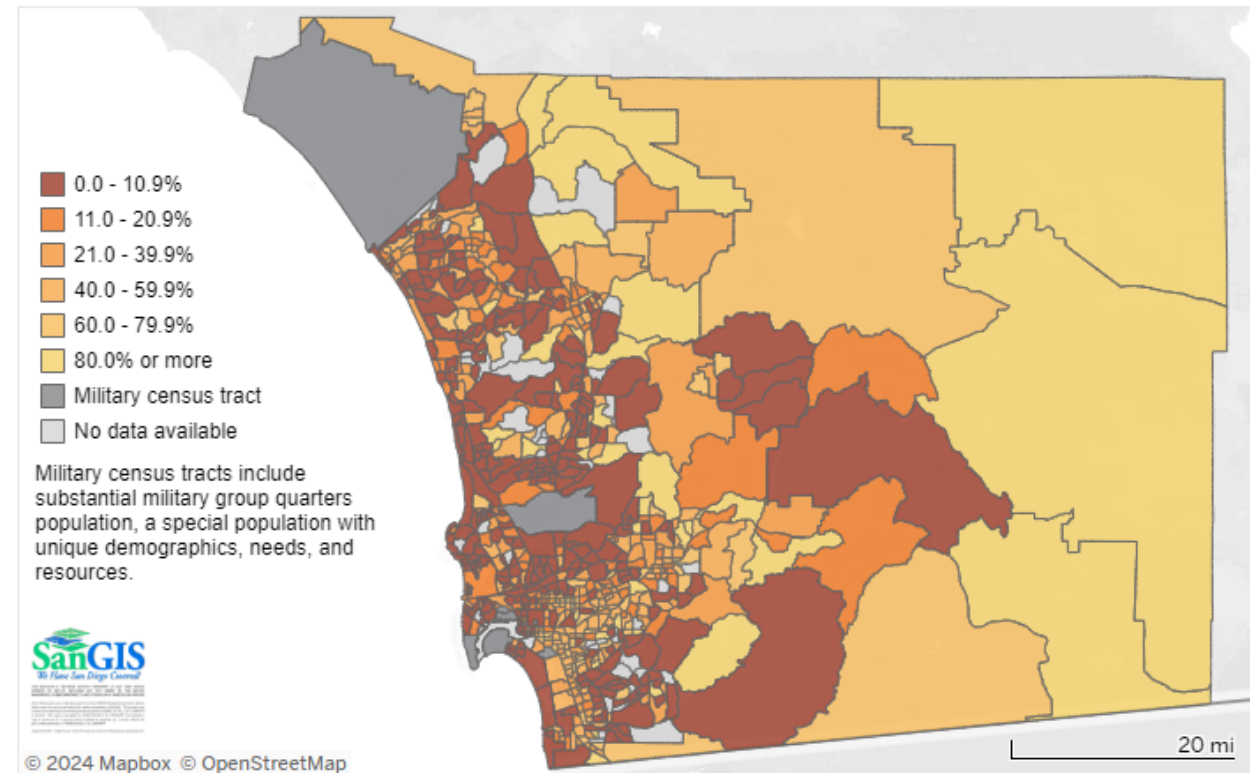 0.0 - 10.9%
11.0 - 20.9%
21.0 - 39.9%
40.0 - 59.9%
60.0 - 79.9%
80.0% or more
Military census tract
No data available
Military census tracts include
substantial military group quarters
population, a special population with
unique demographics, needs, and
resources.
SanGIS
We Have San Diego Covered!
© 2024 Mapbox © OpenStreetMap
20 mi